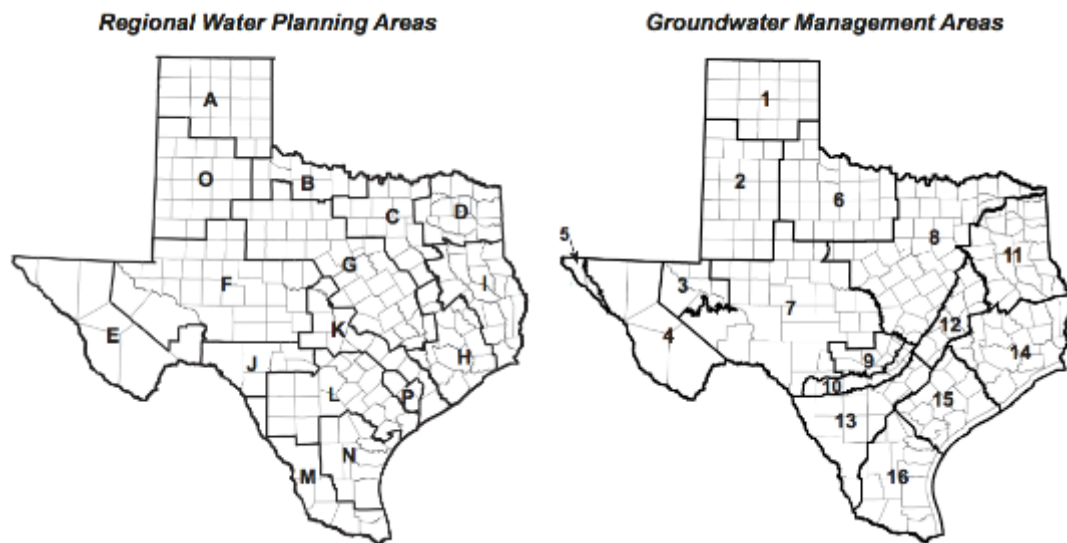 Regional Water Planning Areas
Groundwater Management Areas
A
O
B
C
D
G
I
F
E
K
H
J
L
P
N
M
1
2
6
5
8
11
3
7
4
12
9
14
10
15
13
16